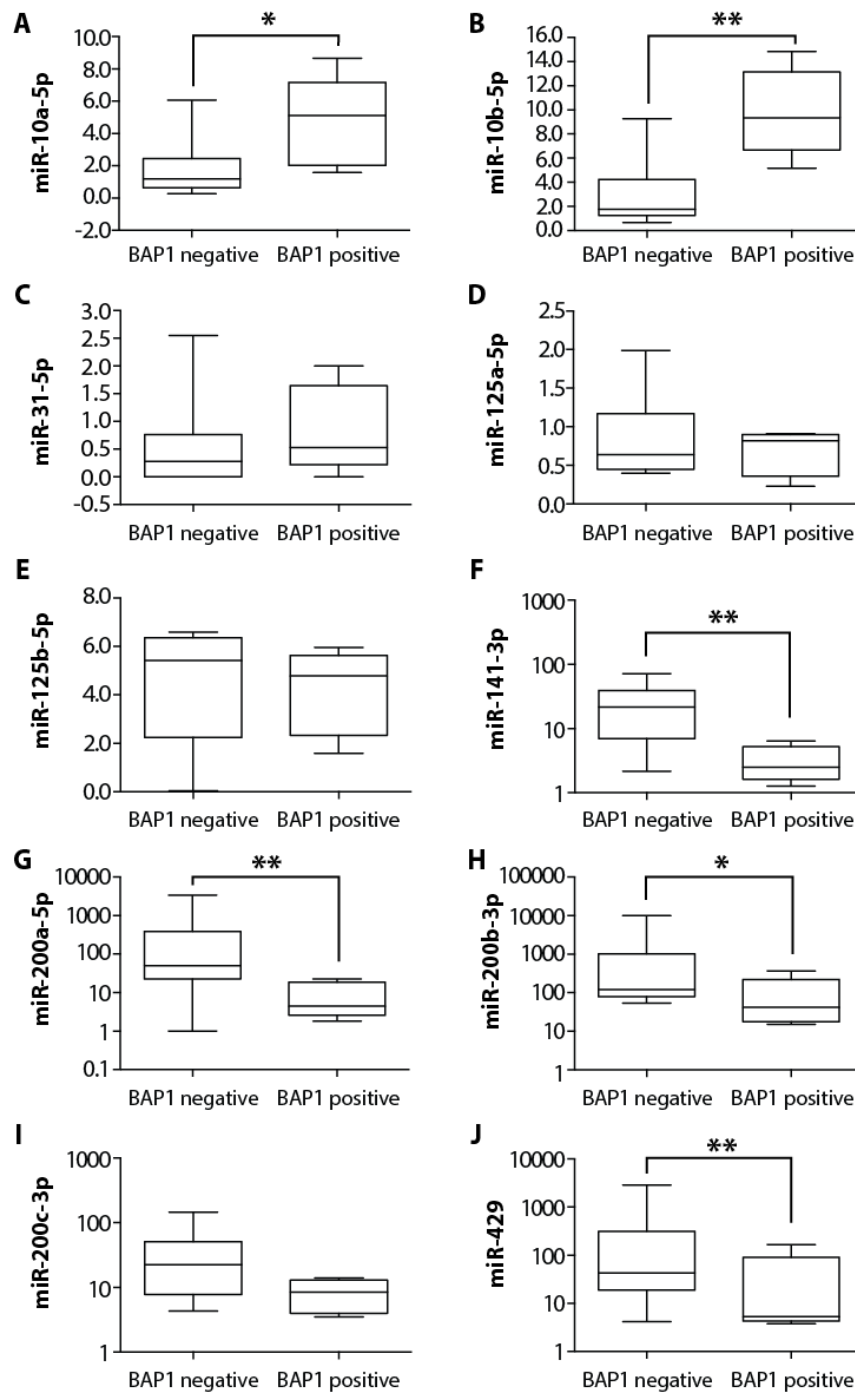 A
*
10.0
8.0
6.0
4.0
2.0
0.0
-2.0
miR-10a-5p
BAP1 negative BAP1 positive
B
**
16.0
14.0
12.0
10.0
8.0
6.0
4.0
2.0
0.0
miR-10b-5p
BAP1 negative BAP1 positive
C
3.0
2.5
2.0
1.5
1.0
0.5
0.0
-0.5
miR-31-5p
BAP1 negative BAP1 positive
D
2.5
2.0
1.5
1.0
0.5
0.0
miR-125a-5p
BAP1 negative BAP1 positive
E
8.0
6.0
4.0
2.0
0.0
miR-125b-5p
BAP1 negative BAP1 positive
F
**
1000
100
10
1
miR-141-3p
BAP1 negative BAP1 positive
G
**
10000
1000
100
10
1
0.1
miR-200a-5p
BAP1 negative BAP1 positive
H
*
100000
10000
1000
100
10
1
miR-200b-3p
BAP1 negative BAP1 positive
I
1000
100
10
1
miR-200c-3p
BAP1 negative BAP1 positive
J
**
10000
1000
100
10
1
miR-429
BAP1 negative BAP1 positive